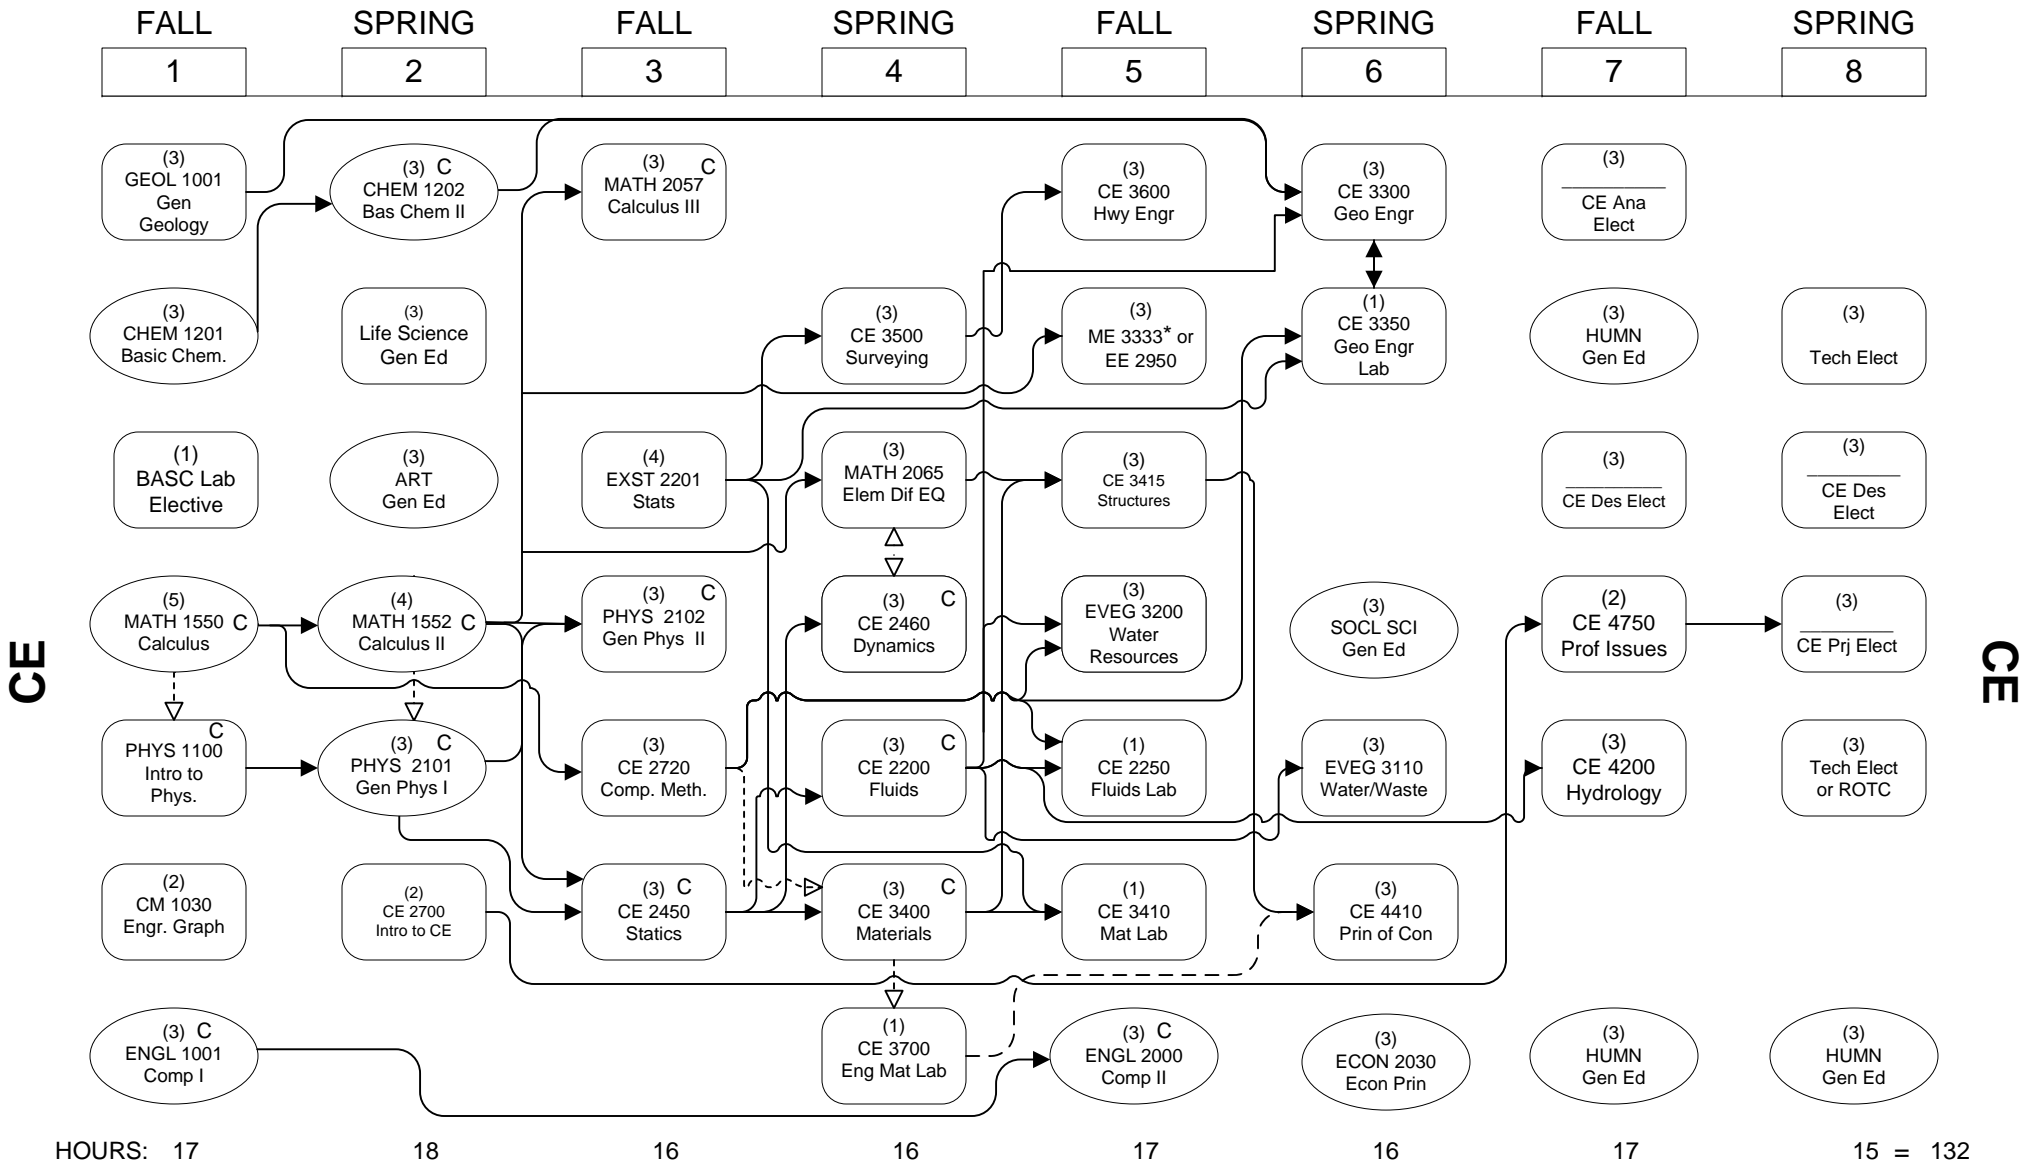 FALL SPRING FALL SPRING FALL SPRING FALL SPRING
1 2 3 4 5 6 7 8
(3)
GEOL 1001
Gen
Geology
(3) C
CHEM 1202
Bas Chem II
(3) C
MATH 2057
Calculus III
(3)
CE 3600
Hwy Engr
(3)
CE 3300
Geo Engr
(3)
__________
CE Ana
Elect
(3)
CHEM 1201
Basic Chem.
(3)
Life Science
Gen Ed
(3)
CE 3500
Surveying
(3)
ME 3333* or
EE 2950
(1)
CE 3350
Geo Engr
Lab
(3)
HUMN
Gen Ed
(3)
Tech Elect
(1)
BASC Lab
Elective
(3)
ART
Gen Ed
(4)
EXST 2201
Stats
(3)
MATH 2065
Elem Dif EQ
(3)
CE 3415
Structures
(3)
__________
CE Des Elect
(3)
__________
CE Des
Elect
CE
(5)
MATH 1550 C
Calculus
(4)
MATH 1552 C
Calculus II
(3) C
PHYS 2102
Gen Phys II
(3) C
CE 2460
Dynamics
(3)
EVEG 3200
Water
Resources
(3)
SOCL SCI
Gen Ed
(2)
CE 4750
Prof Issues
(3)
__________
CE Prj Elect
CE
C
PHYS 1100
Intro to
Phys.
(3) C
PHYS 2101
Gen Phys I
(3)
CE 2720
Comp. Meth.
(3) C
CE 2200
Fluids
(1)
CE 2250
Fluids Lab
(3)
EVEG 3110
Water/Waste
(3)
CE 4200
Hydrology
(3)
Tech Elect
or ROTC
(2)
CM 1030
Engr. Graph
(2)
CE 2700
Intro to CE
(3) C
CE 2450
Statics
(3) C
CE 3400
Materials
(1)
CE 3410
Mat Lab
(3)
CE 4410
Prin of Con
(3) C
ENGL 1001
Comp I
(1)
CE 3700
Eng Mat Lab
(3) C
ENGL 2000
Comp II
(3)
ECON 2030
Econ Prin
(3)
HUMN
Gen Ed
(3)
HUMN
Gen Ed
HOURS: 17 18 16 16 17 16 17 15 = 132